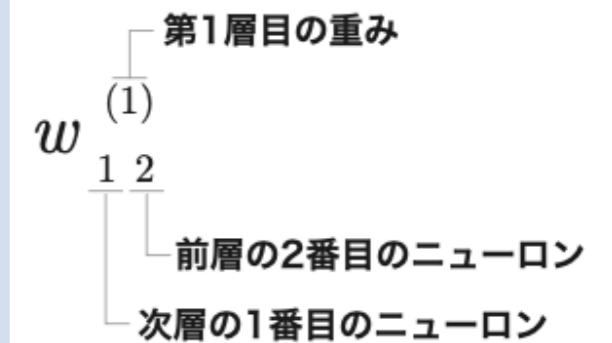 第1層目の重み
w
(1)
1 2
前層の2番目のニューロン
次層の1番目のニューロン